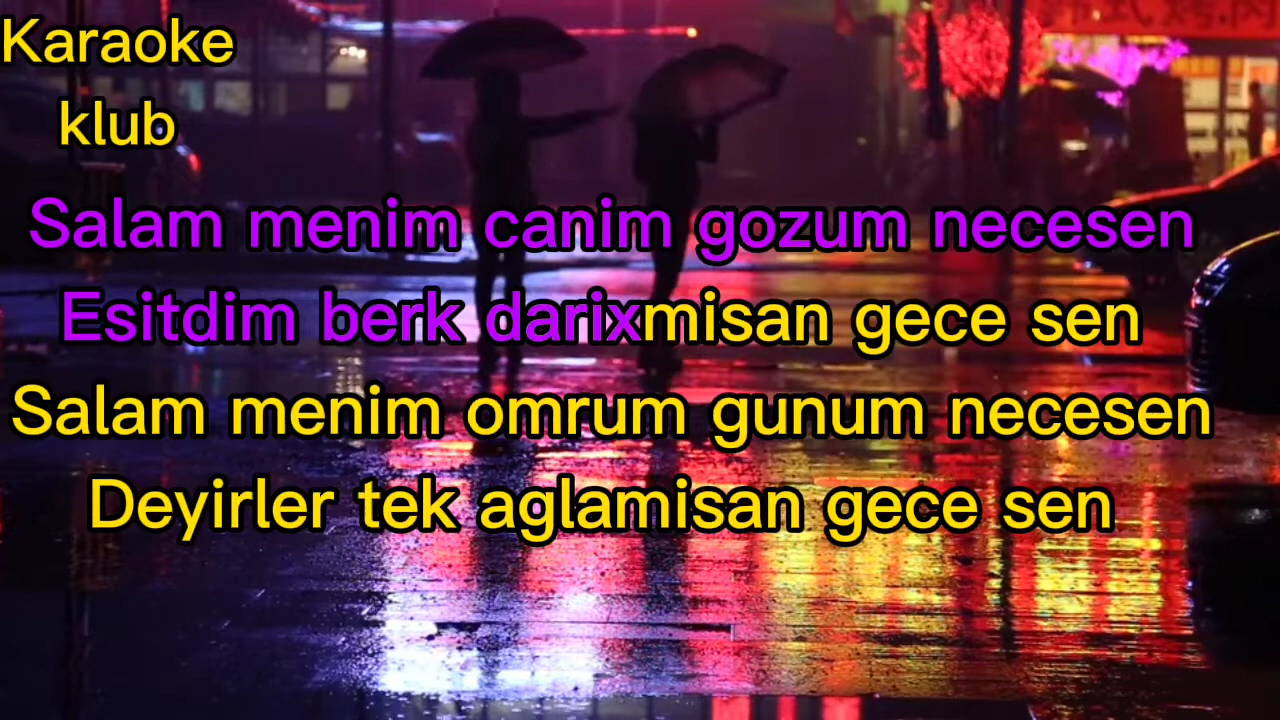 Karaoke
klub
Salam menim canim gozum necesen
Esitdim berk darixmisan gece sen
Salam menim omrum gunum necesen
Deyirler tek aglamisan gece sen